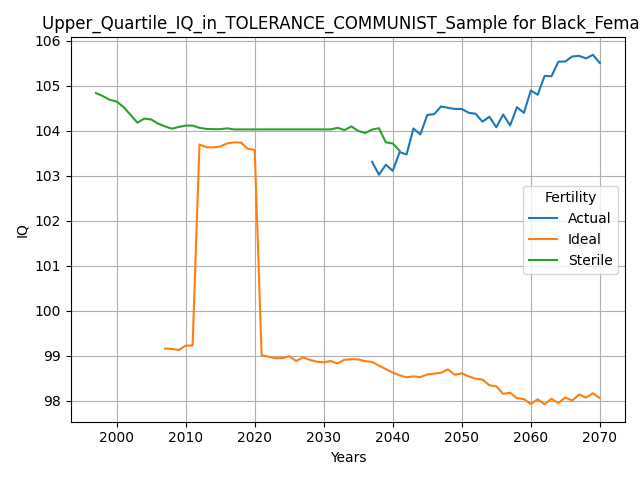 Upper_Quartile_IQ_in_TOLERANCE_COMMUNIST_Sample for Black_Fema
106
105
104
103
102
101
100
99
98
IQ
Fertility
Actual
Ideal
Sterile
2000
2010
2020
2030
2040
2050
2060
2070
Years